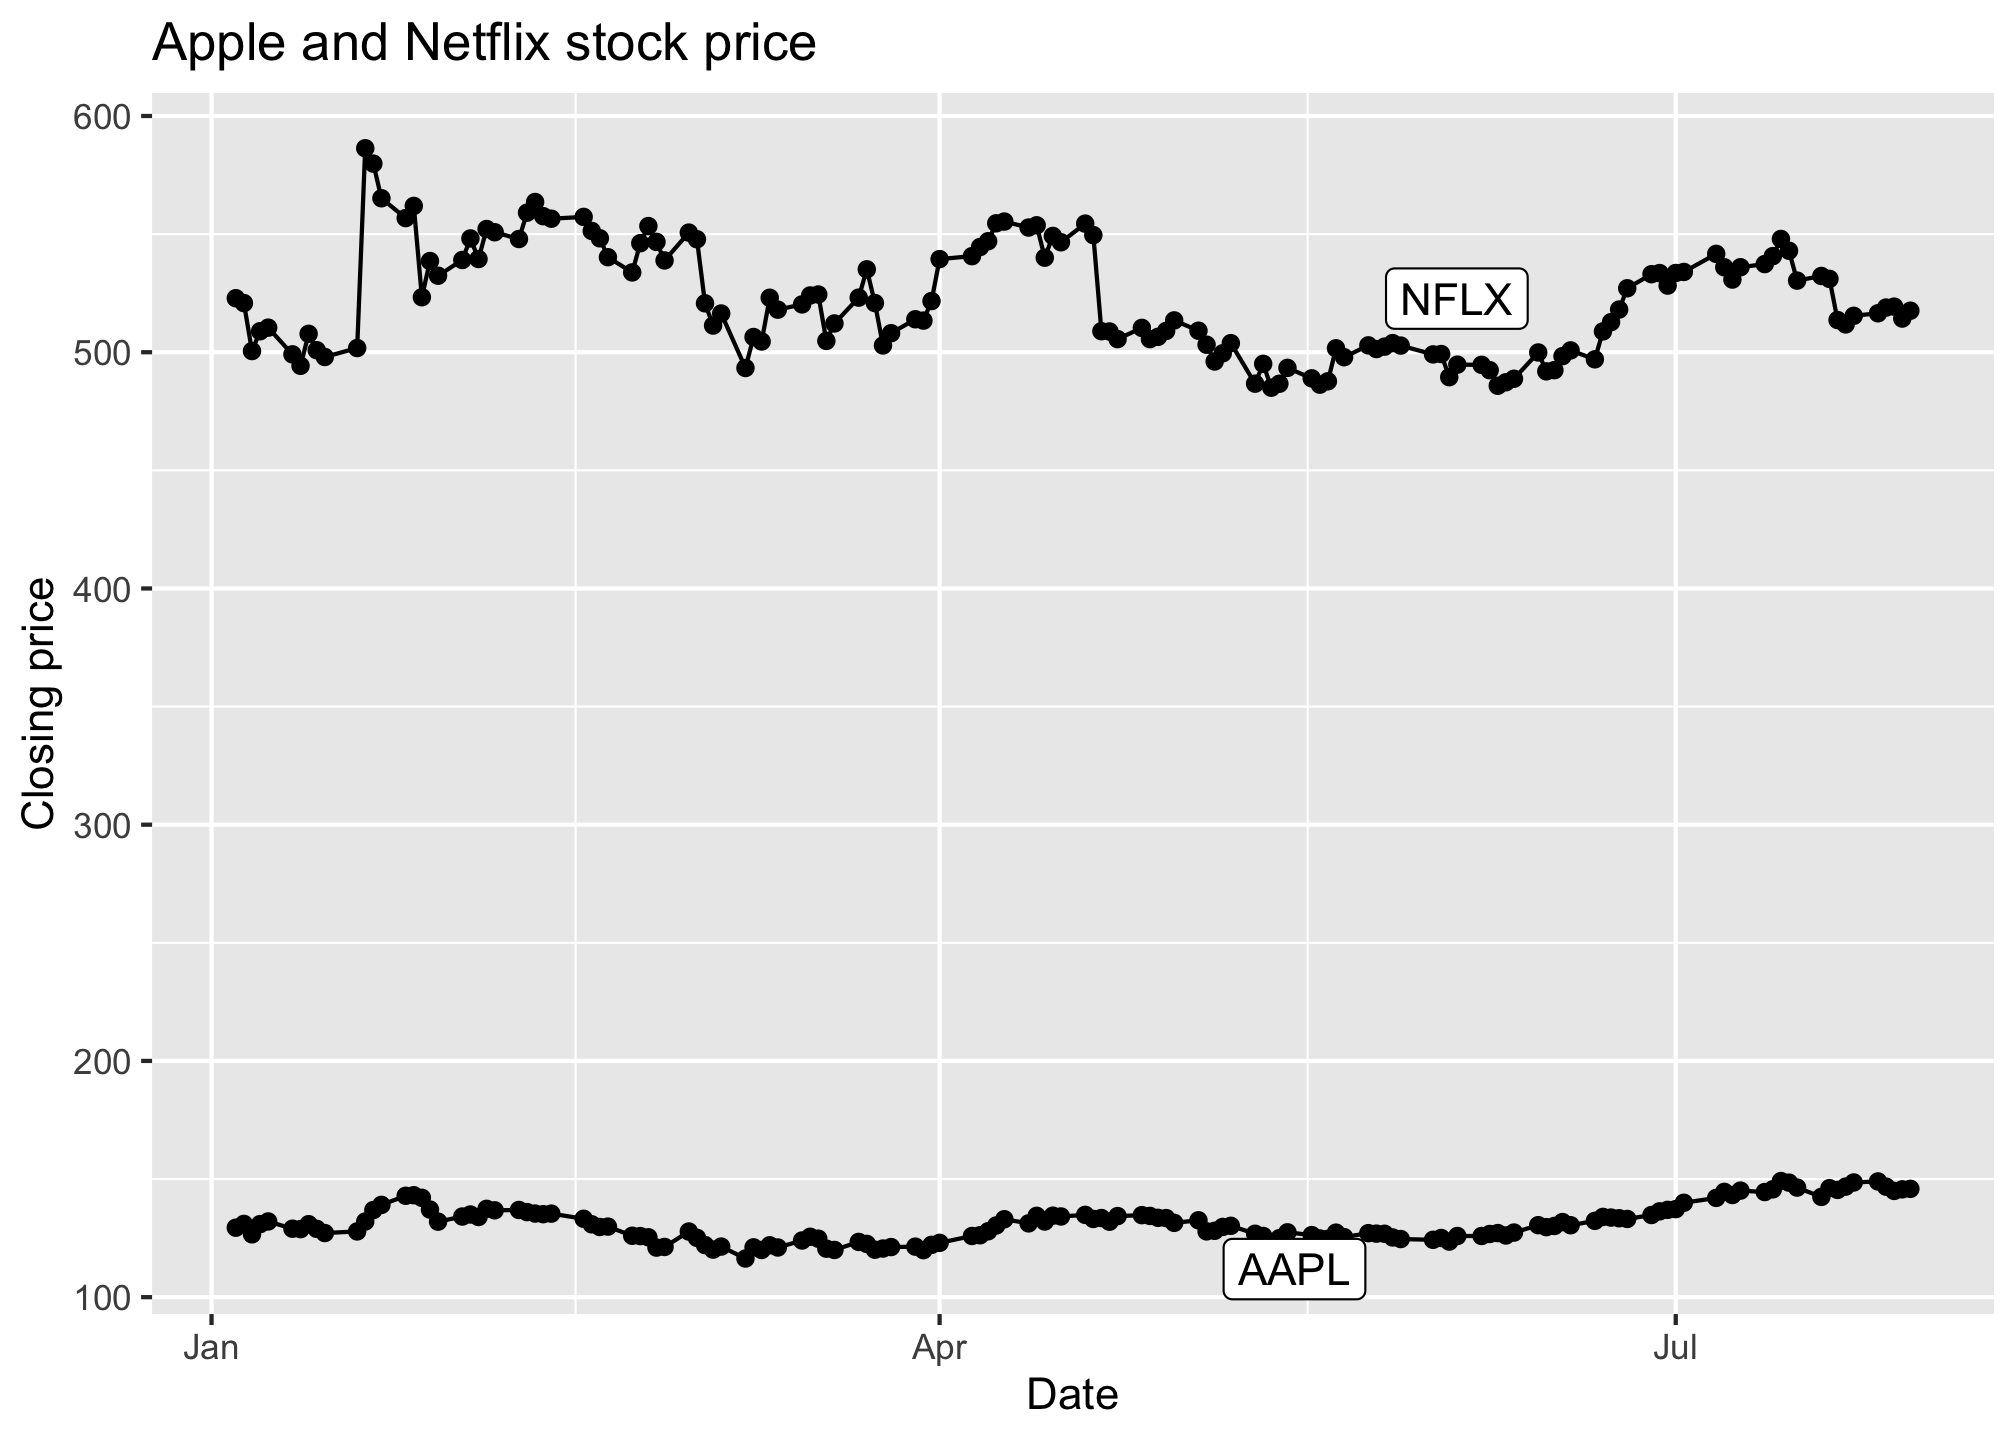 Apple and Netflix stock price
600
500
400
300
200
100
Closing price
NFLX
AAPL
Jan
Apr
Jul
Date